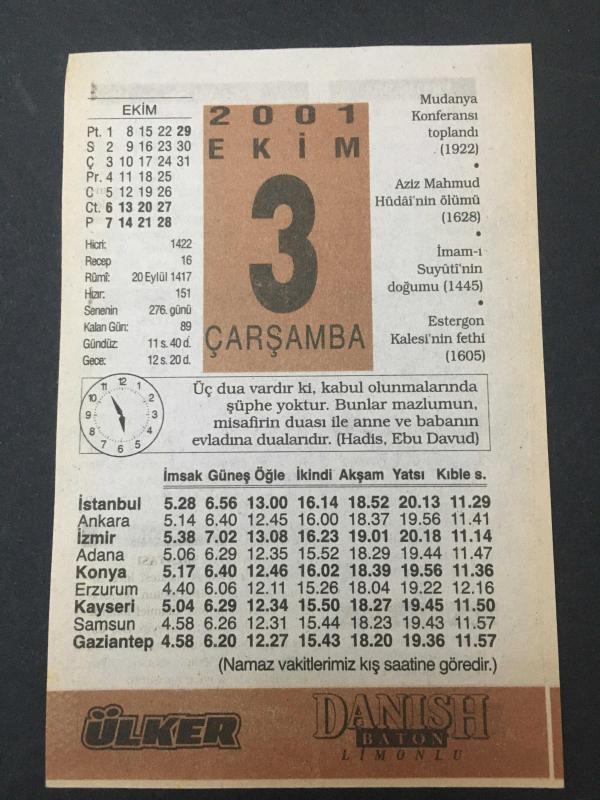 EKİM
Pt. 1 8 15 22 29
S 2 9 16 23 30
Ç 3 10 17 24 31
Pr. 4 11 18 25
C 5 12 19 26
Ct. 6 13 20 27
P 7 14 21 28
Hicri: 1422
Recep 16
Rûmî: 20 Eylül 1417
Hızır: 151
Senenin 276. günü
Kalan Gün: 89
Gündüz: 11 s. 40 d.
Gece: 12 s. 20 d.
2001
EKİM
3
ÇARŞAMBA
Mudanya
Konferansı
toplandı
(1922)
•
Aziz Mahmud
Hüdâi'nin ölümü
(1628)
•
İmam-ı
Suyûti'nin
doğumu (1445)
•
Estergon
Kalesi'nin fethi
(1605)
12
1
2
3
4
5
6
7
8
9
10
11
Üç dua vardır ki, kabul olunmalarında
şüphe yoktur. Bunlar mazlumun,
misafirin duası ile anne ve babanın
evladına dualarıdır. (Hadis, Ebu Davud)
İmsak Güneş Öğle İkindi Akşam Yatsı Kıble s.
İstanbul 5.28 6.56 13.00 16.14 18.52 20.13 11.29
Ankara 5.14 6.40 12.45 16.00 18.37 19.56 11.41
İzmir 5.38 7.02 13.08 16.23 19.01 20.18 11.14
Adana 5.06 6.29 12.35 15.52 18.29 19.44 11.47
Konya 5.17 6.40 12.46 16.02 18.39 19.56 11.36
Erzurum 4.40 6.06 12.11 15.26 18.04 19.22 12.16
Kayseri 5.04 6.29 12.34 15.50 18.27 19.45 11.50
Samsun 4.58 6.26 12.31 15.44 18.23 19.43 11.57
Gaziantep 4.58 6.20 12.27 15.43 18.20 19.36 11.57
(Namaz vakitlerimiz kış saatine göredir.)
ÜLKER
DANISH
BATON
LİMONLU